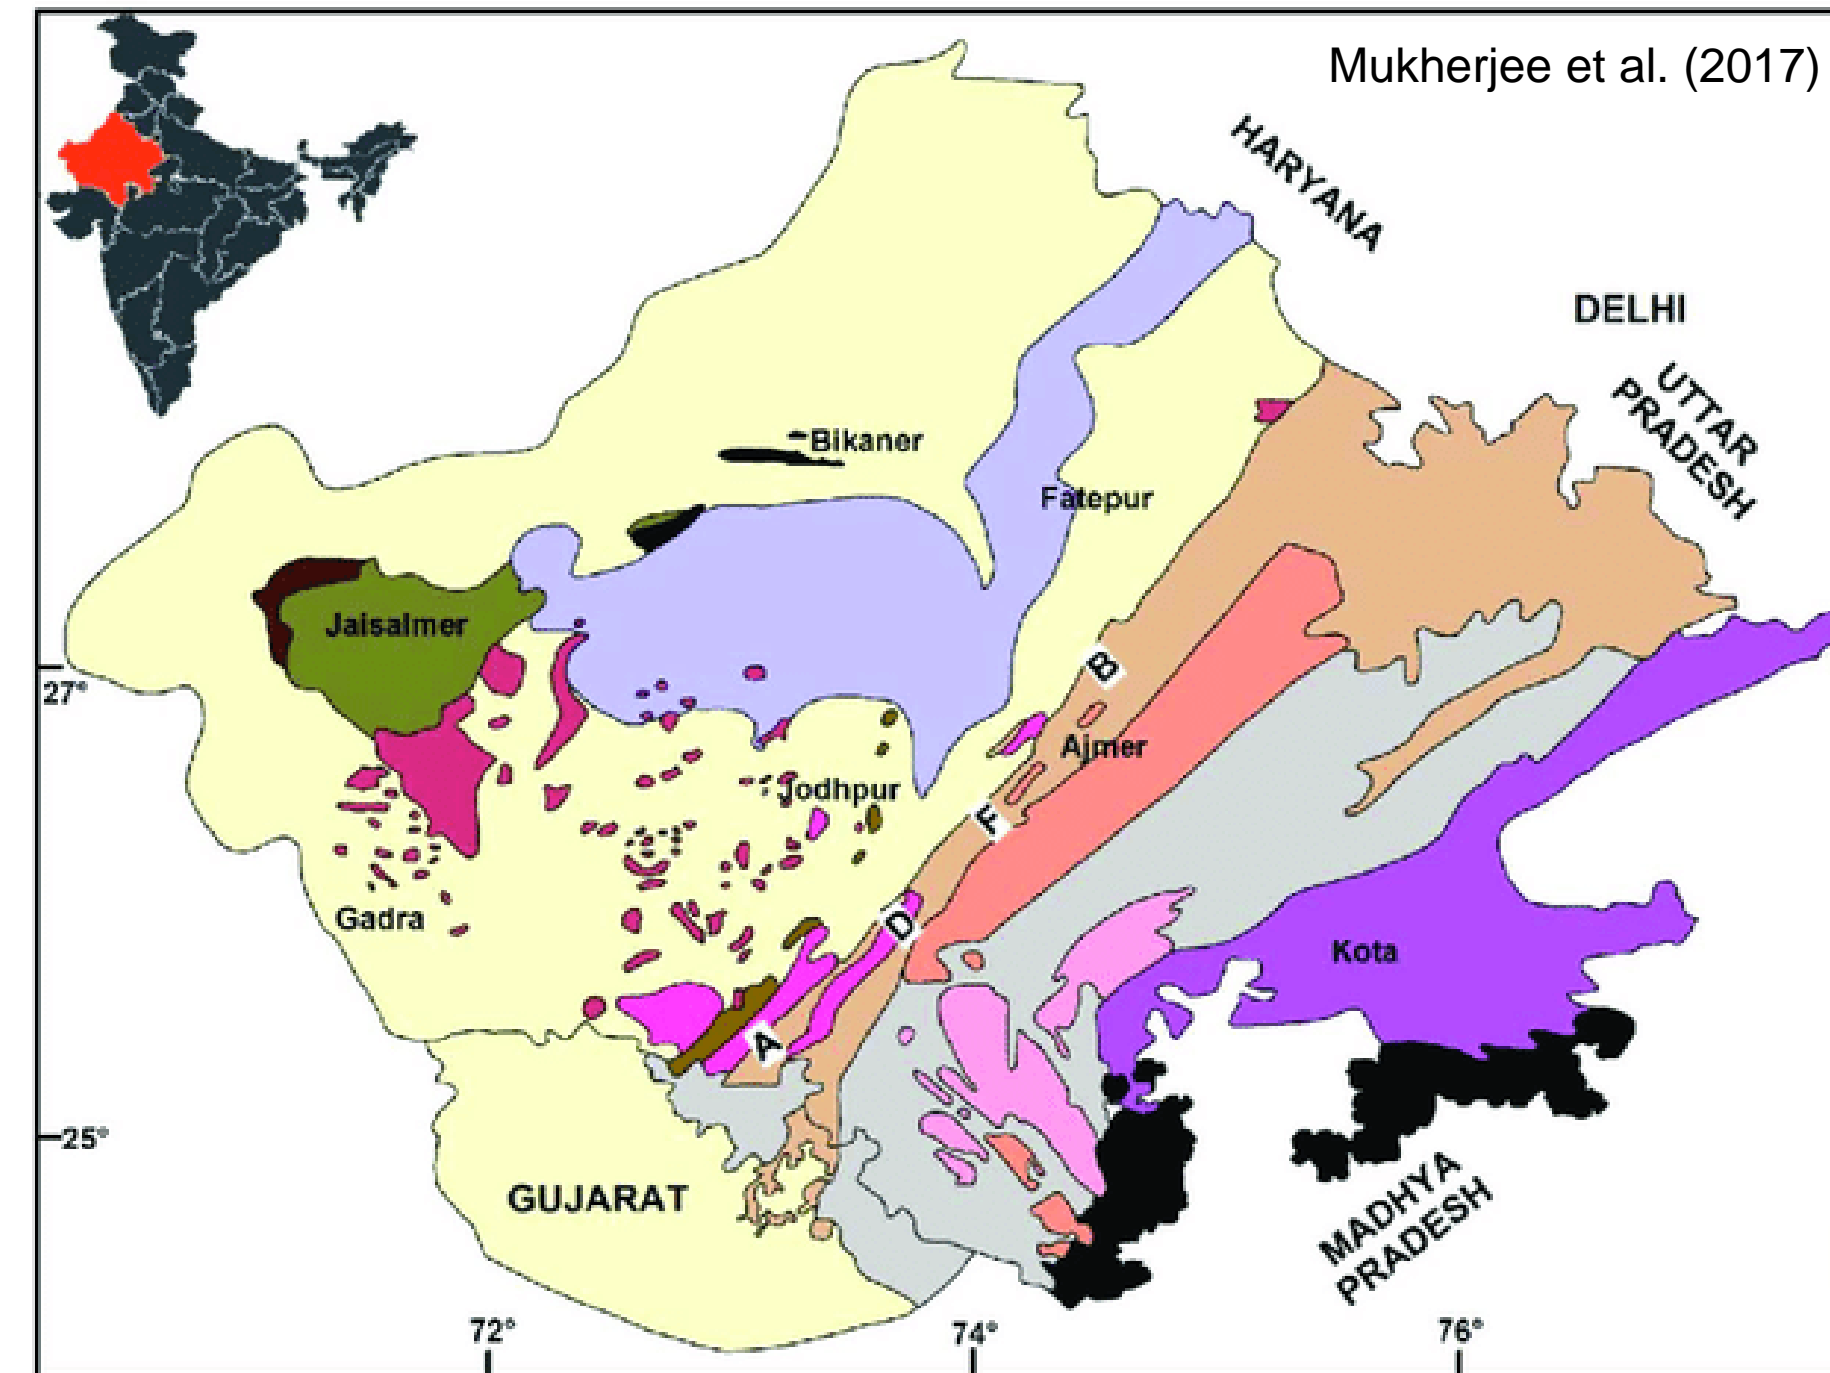 Mukherjee et al. (2017)
HARYANA
DELHI
UTTAR
PRADESH
Bikaner
Fatepur
Jaisalmer
27°
B
Ajmer
Jodhpur
F
Gadra
D
Kota
A
25°
GUJARAT
MADHYA
PRADESH
72°
74°
76°